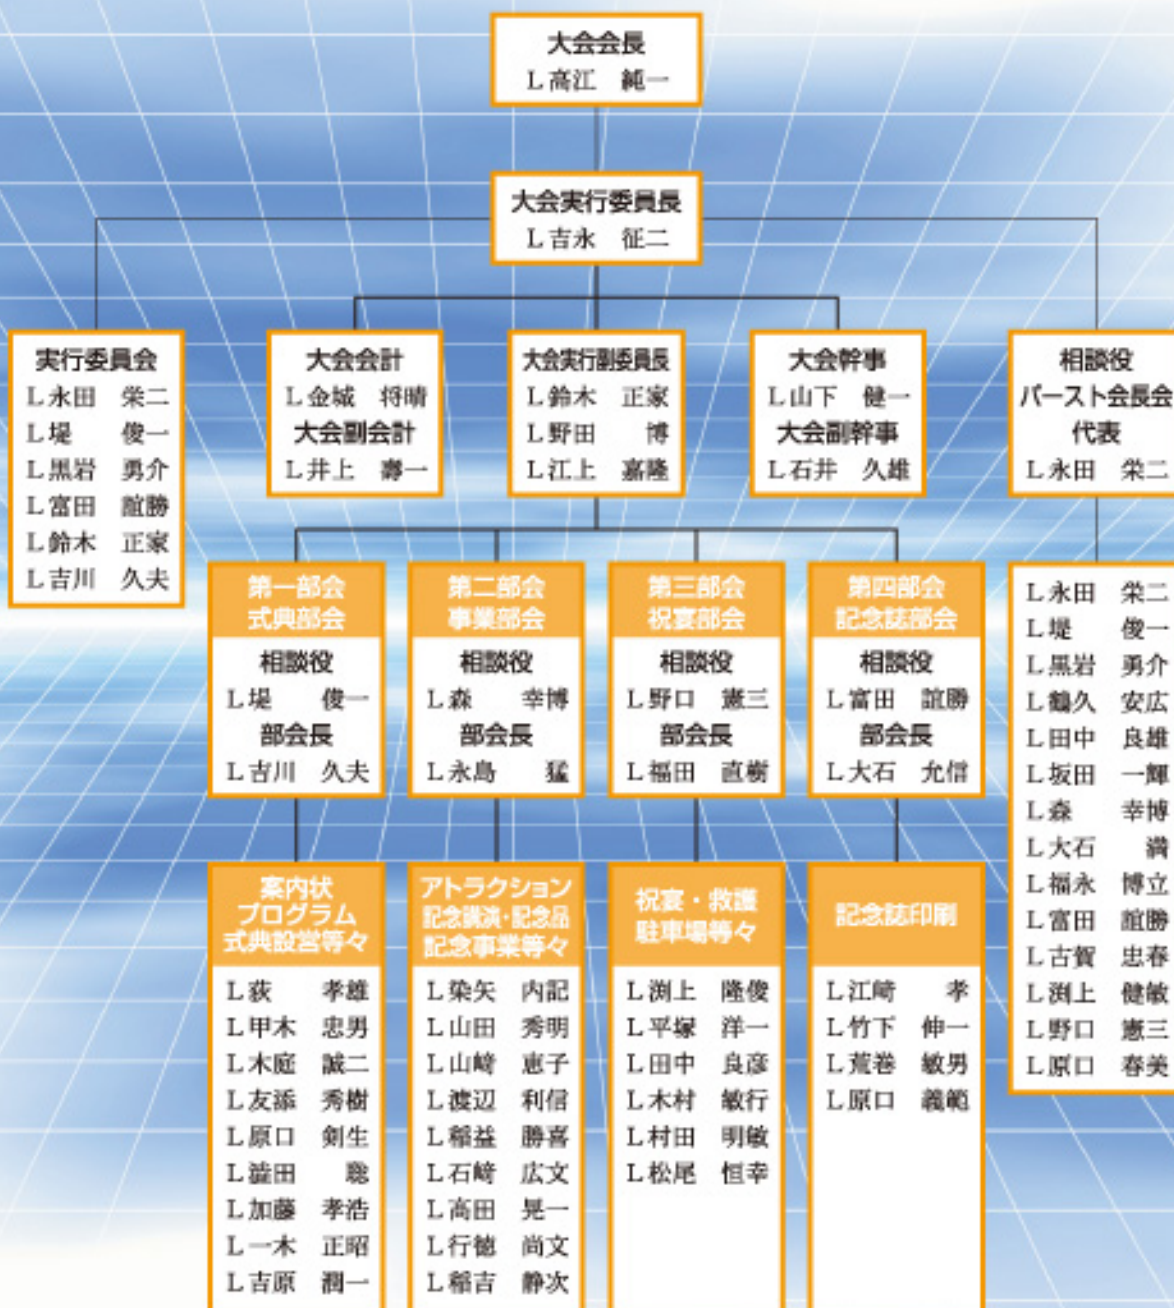 大会会長
L高江 純一
大会実行委員長
L吉永 征二
実行委員会
L永田 栄二
L堤 俊一
L黒岩 勇介
L富田 誼勝
L鈴木 正家
L吉川 久夫
大会会計
L金城 将晴
大会副会計
L井上 壽一
大会実行副委員長
L鈴木 正家
L野田 博
L江上 嘉隆
大会幹事
L山下 健一
大会副幹事
L石井 久雄
相談役
パースト会長会
代表
L永田 栄二
第一部会
式典部会
相談役
L堤 俊一
部会長
L吉川 久夫
第二部会
事業部会
相談役
L森 幸博
部会長
L永島 猛
第三部会
祝宴部会
相談役
L野口 憲三
部会長
L福田 直樹
第四部会
記念誌部会
相談役
L富田 誼勝
部会長
L大石 允信
L永田 栄二
L堤 俊一
L黒岩 勇介
L鶴久 安広
L田中 良雄
L坂田 一輝
L森 幸博
L大石 満
L福永 博立
L富田 誼勝
L古賀 忠春
L渕上 健敏
L野口 憲三
L原口 春美
案内状
プログラム
式典設営等々
L荻 孝雄
L甲木 忠男
L木庭 誠二
L友添 秀樹
L原口 剣生
L澁田 聡
L加藤 孝浩
L一木 正昭
L吉原 潤一
アトラクション
記念講演・記念品
記念事業等々
L染矢 内記
L山田 秀明
L山﨑 恵子
L渡辺 利信
L稲益 勝喜
L石﨑 広文
L高田 晃一
L行徳 尚文
L稲吉 静次
祝宴・救護
駐車場等々
L渕上 隆俊
L平塚 洋一
L田中 良彦
L木村 敏行
L村田 明敏
L松尾 恒幸
記念誌印刷
L江﨑 孝
L竹下 伸一
L荒巻 敏男
L原口 義範